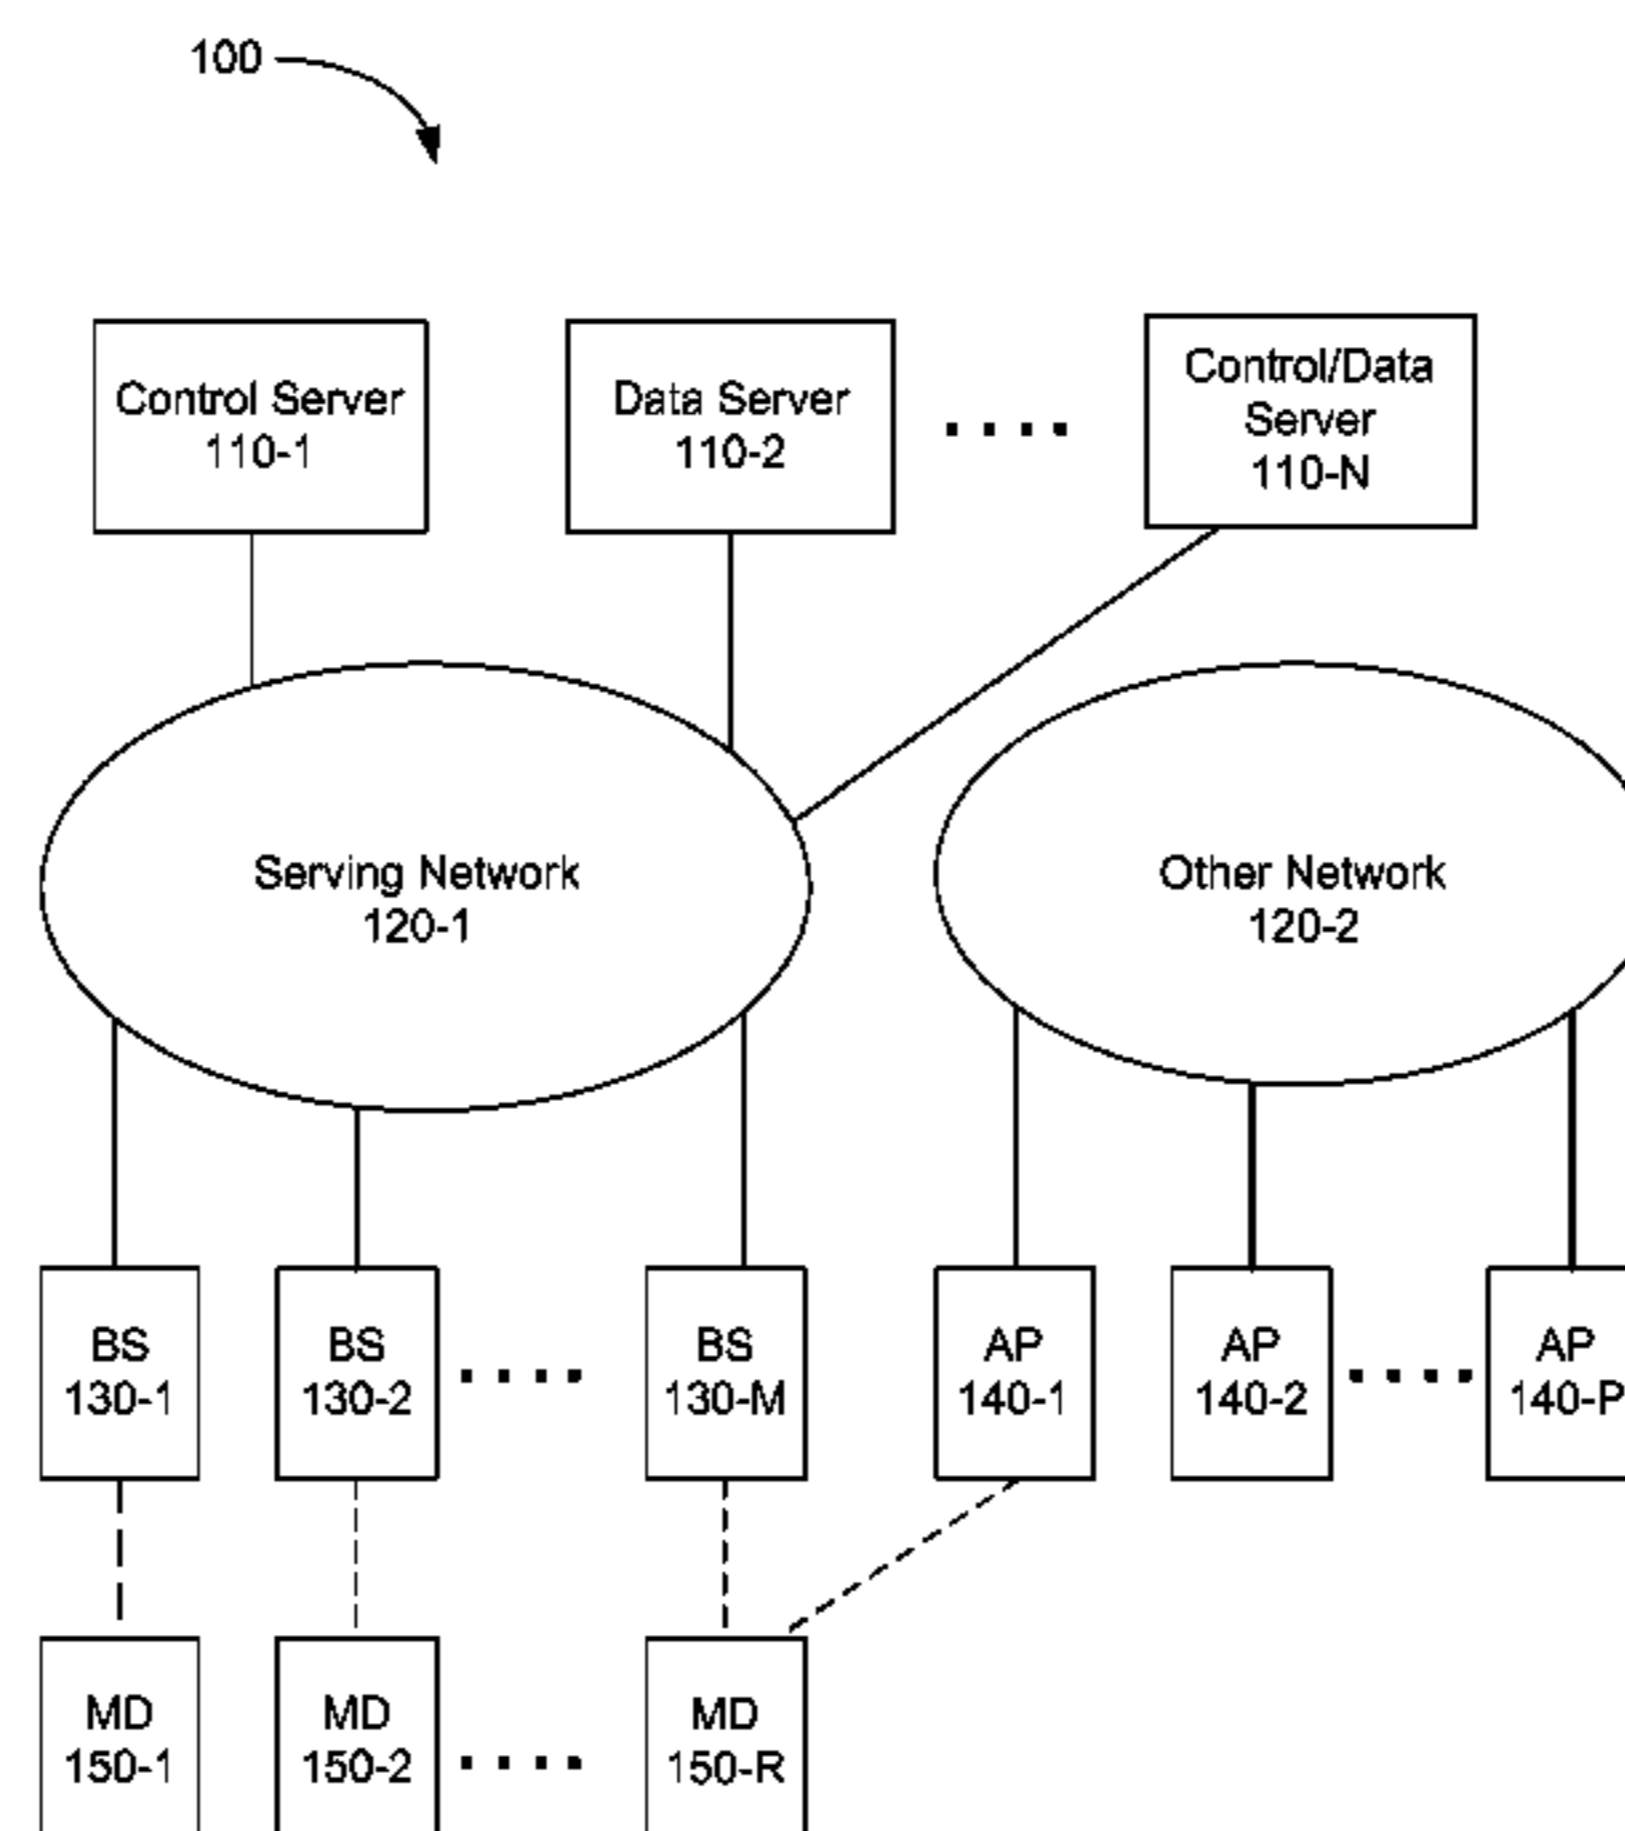 100
Control Server
110-1
Data Server
110-2
Control/Data
Server
110-N
Serving Network
120-1
Other Network
120-2
BS
130-1
BS
130-2
BS
130-M
AP
140-1
AP
140-2
AP
140-P
MD
150-1
MD
150-2
MD
150-R